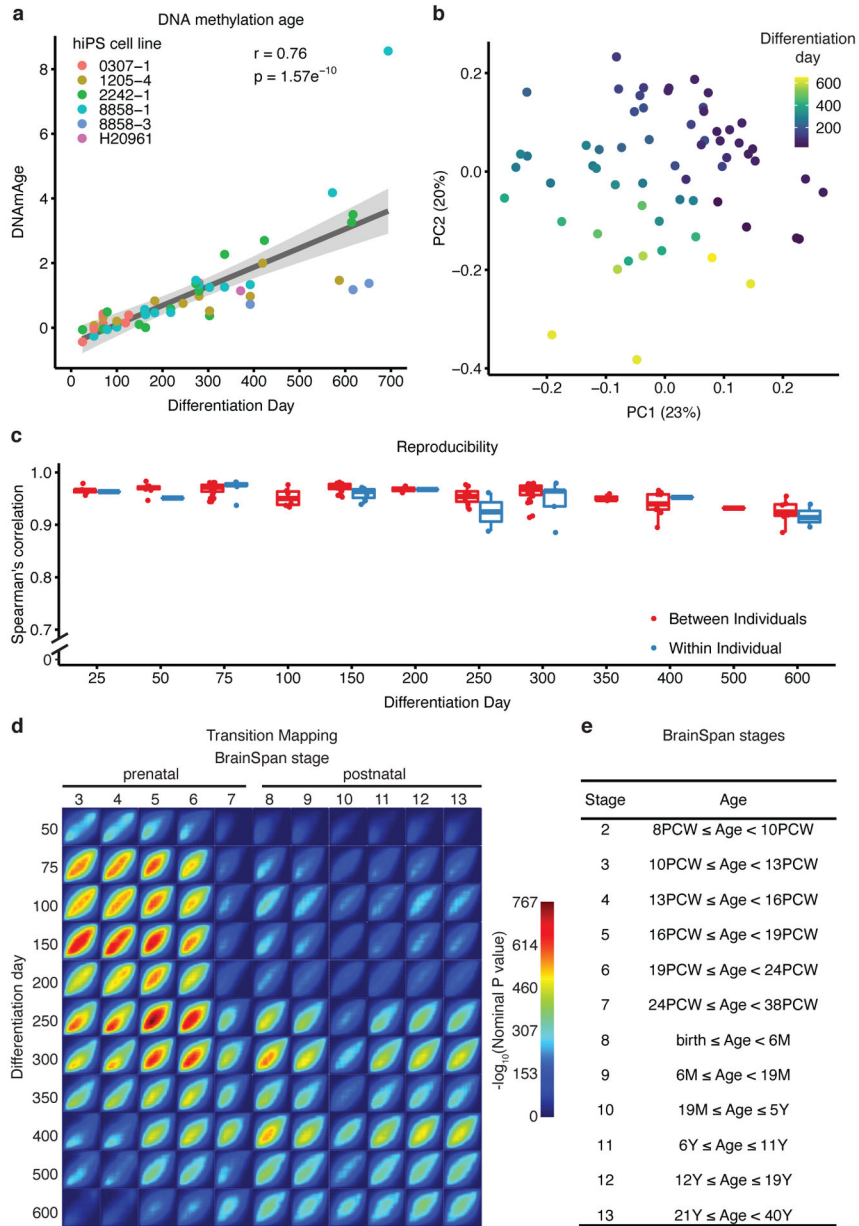 a
DNA methylation age
hiPS cell line
0307−1
1205−4
2242−1
8858−1
8858−3
H20961
r = 0.76
p = 1.57e⁻¹⁰
DNAmAge
8
6
4
2
0
0 100 200 300 400 500 600 700
Differentiation Day
b
Differentiation
day
600
400
200
PC2 (20%)
0.2
0.0
−0.2
−0.4
−0.2 −0.1 0.0 0.1 0.2
PC1 (23%)
c
Reproducibility
Spearman's correlation
1.0
0.9
0.8
0.7
0
Between Individuals
Within Individual
25 50 75 100 150 200 250 300 350 400 500 600
Differentiation Day
d
Transition Mapping
BrainSpan stage
prenatal postnatal
3 4 5 6 7 8 9 10 11 12 13
Differentiation day
50
75
100
150
200
250
300
350
400
500
600
-log₁₀(Nominal P value)
767
614
460
307
153
0
e
BrainSpan stages
Stage Age
2 8PCW ≤ Age < 10PCW
3 10PCW ≤ Age < 13PCW
4 13PCW ≤ Age < 16PCW
5 16PCW ≤ Age < 19PCW
6 19PCW ≤ Age < 24PCW
7 24PCW ≤ Age < 38PCW
8 birth ≤ Age < 6M
9 6M ≤ Age < 19M
10 19M ≤ Age ≤ 5Y
11 6Y ≤ Age ≤ 11Y
12 12Y ≤ Age ≤ 19Y
13 21Y ≤ Age < 40Y